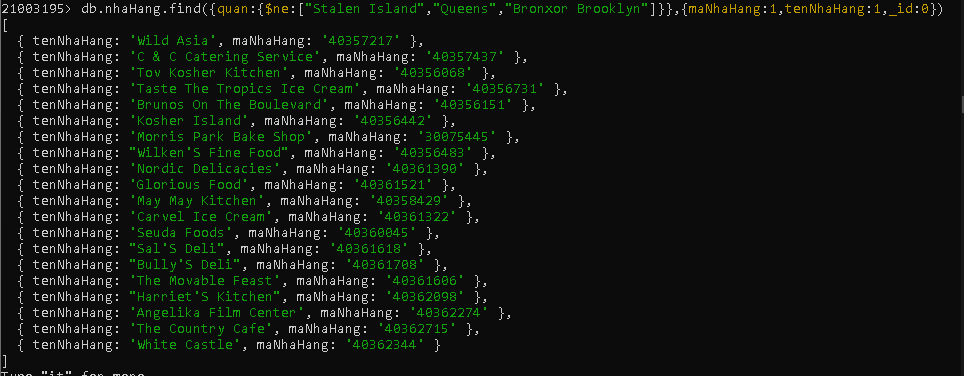 21003195> db.nhaHang.find({quan:{$ne:["Stalen Island","Queens","Bronxor Brooklyn"]}},{maNhaHang:1,tenNhaHang:1,_id:0})
[
  { tenNhaHang: 'Wild Asia', maNhaHang: '40357217' },
  { tenNhaHang: 'C & C Catering Service', maNhaHang: '40357437' },
  { tenNhaHang: 'Tov Kosher Kitchen', maNhaHang: '40356068' },
  { tenNhaHang: 'Taste The Tropics Ice Cream', maNhaHang: '40356731' },
  { tenNhaHang: 'Brunos On The Boulevard', maNhaHang: '40356151' },
  { tenNhaHang: 'Kosher Island', maNhaHang: '40356442' },
  { tenNhaHang: 'Morris Park Bake Shop', maNhaHang: '30075445' },
  { tenNhaHang: "Wilken'S Fine Food", maNhaHang: '40356483' },
  { tenNhaHang: 'Nordic Delicacies', maNhaHang: '40361390' },
  { tenNhaHang: 'Glorious Food', maNhaHang: '40361521' },
  { tenNhaHang: 'May May Kitchen', maNhaHang: '40358429' },
  { tenNhaHang: 'Carvel Ice Cream', maNhaHang: '40361322' },
  { tenNhaHang: 'Seuda Foods', maNhaHang: '40360045' },
  { tenNhaHang: "Sal'S Deli", maNhaHang: '40361618' },
  { tenNhaHang: "Bully'S Deli", maNhaHang: '40361708' },
  { tenNhaHang: 'The Movable Feast', maNhaHang: '40361606' },
  { tenNhaHang: "Harriet'S Kitchen", maNhaHang: '40362098' },
  { tenNhaHang: 'Angelika Film Center', maNhaHang: '40362274' },
  { tenNhaHang: 'The Country Cafe', maNhaHang: '40362715' },
  { tenNhaHang: 'White Castle', maNhaHang: '40362344' }
]
Type "it" for more